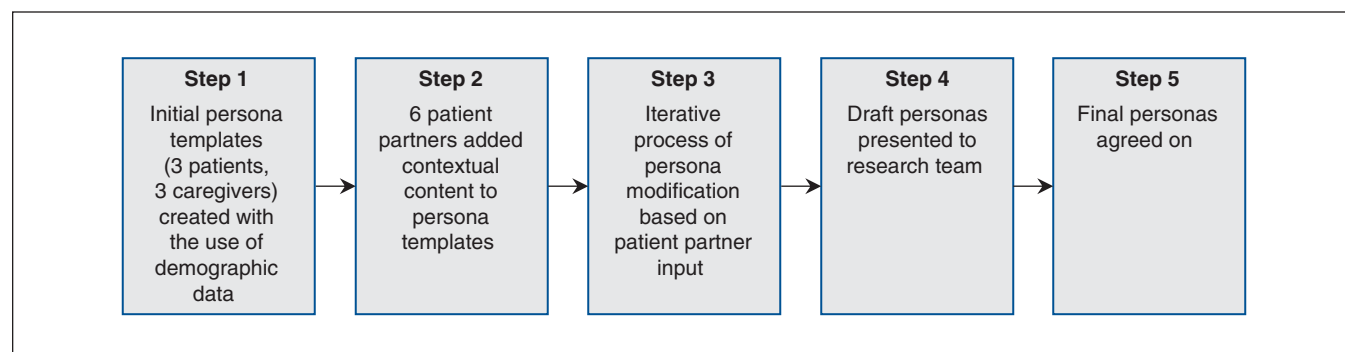 Step 1
Initial persona
templates
(3 patients,
3 caregivers)
created with
the use of
demographic
data
Step 2
6 patient
partners added
contextual
content to
persona
templates
Step 3
Iterative
process of
persona
modification
based on
patient partner
input
Step 4
Draft personas
presented to
research team
Step 5
Final personas
agreed on